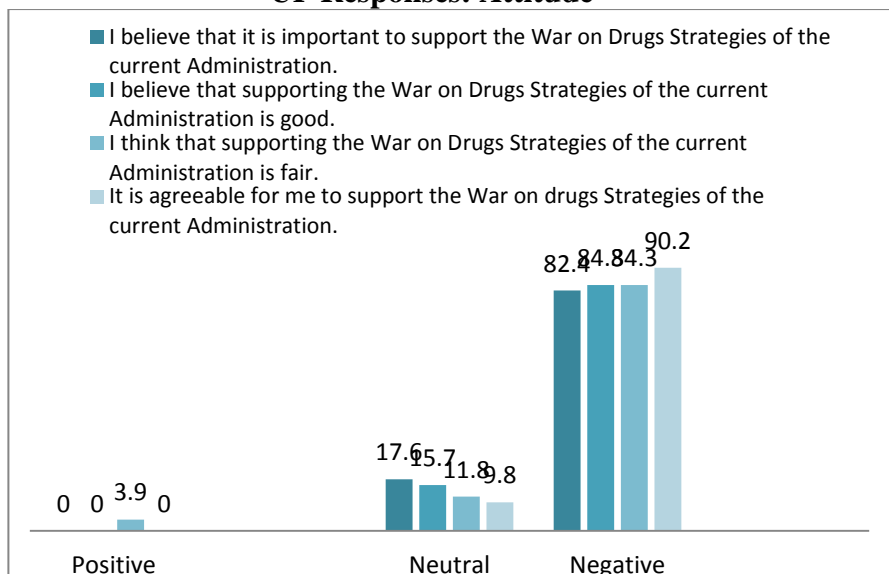 Responses: Attitude
I believe that it is important to support the War on Drugs Strategies of the
current Administration.
I believe that supporting the War on Drugs Strategies of the current
Administration is good.
I think that supporting the War on Drugs Strategies of the current
Administration is fair.
It is agreeable for me to support the War on drugs Strategies of the
current Administration.
82.4 84.3 84.3 90.2
17.6 15.7 11.8 9.8
0 0 3.9 0
Positive Neutral Negative